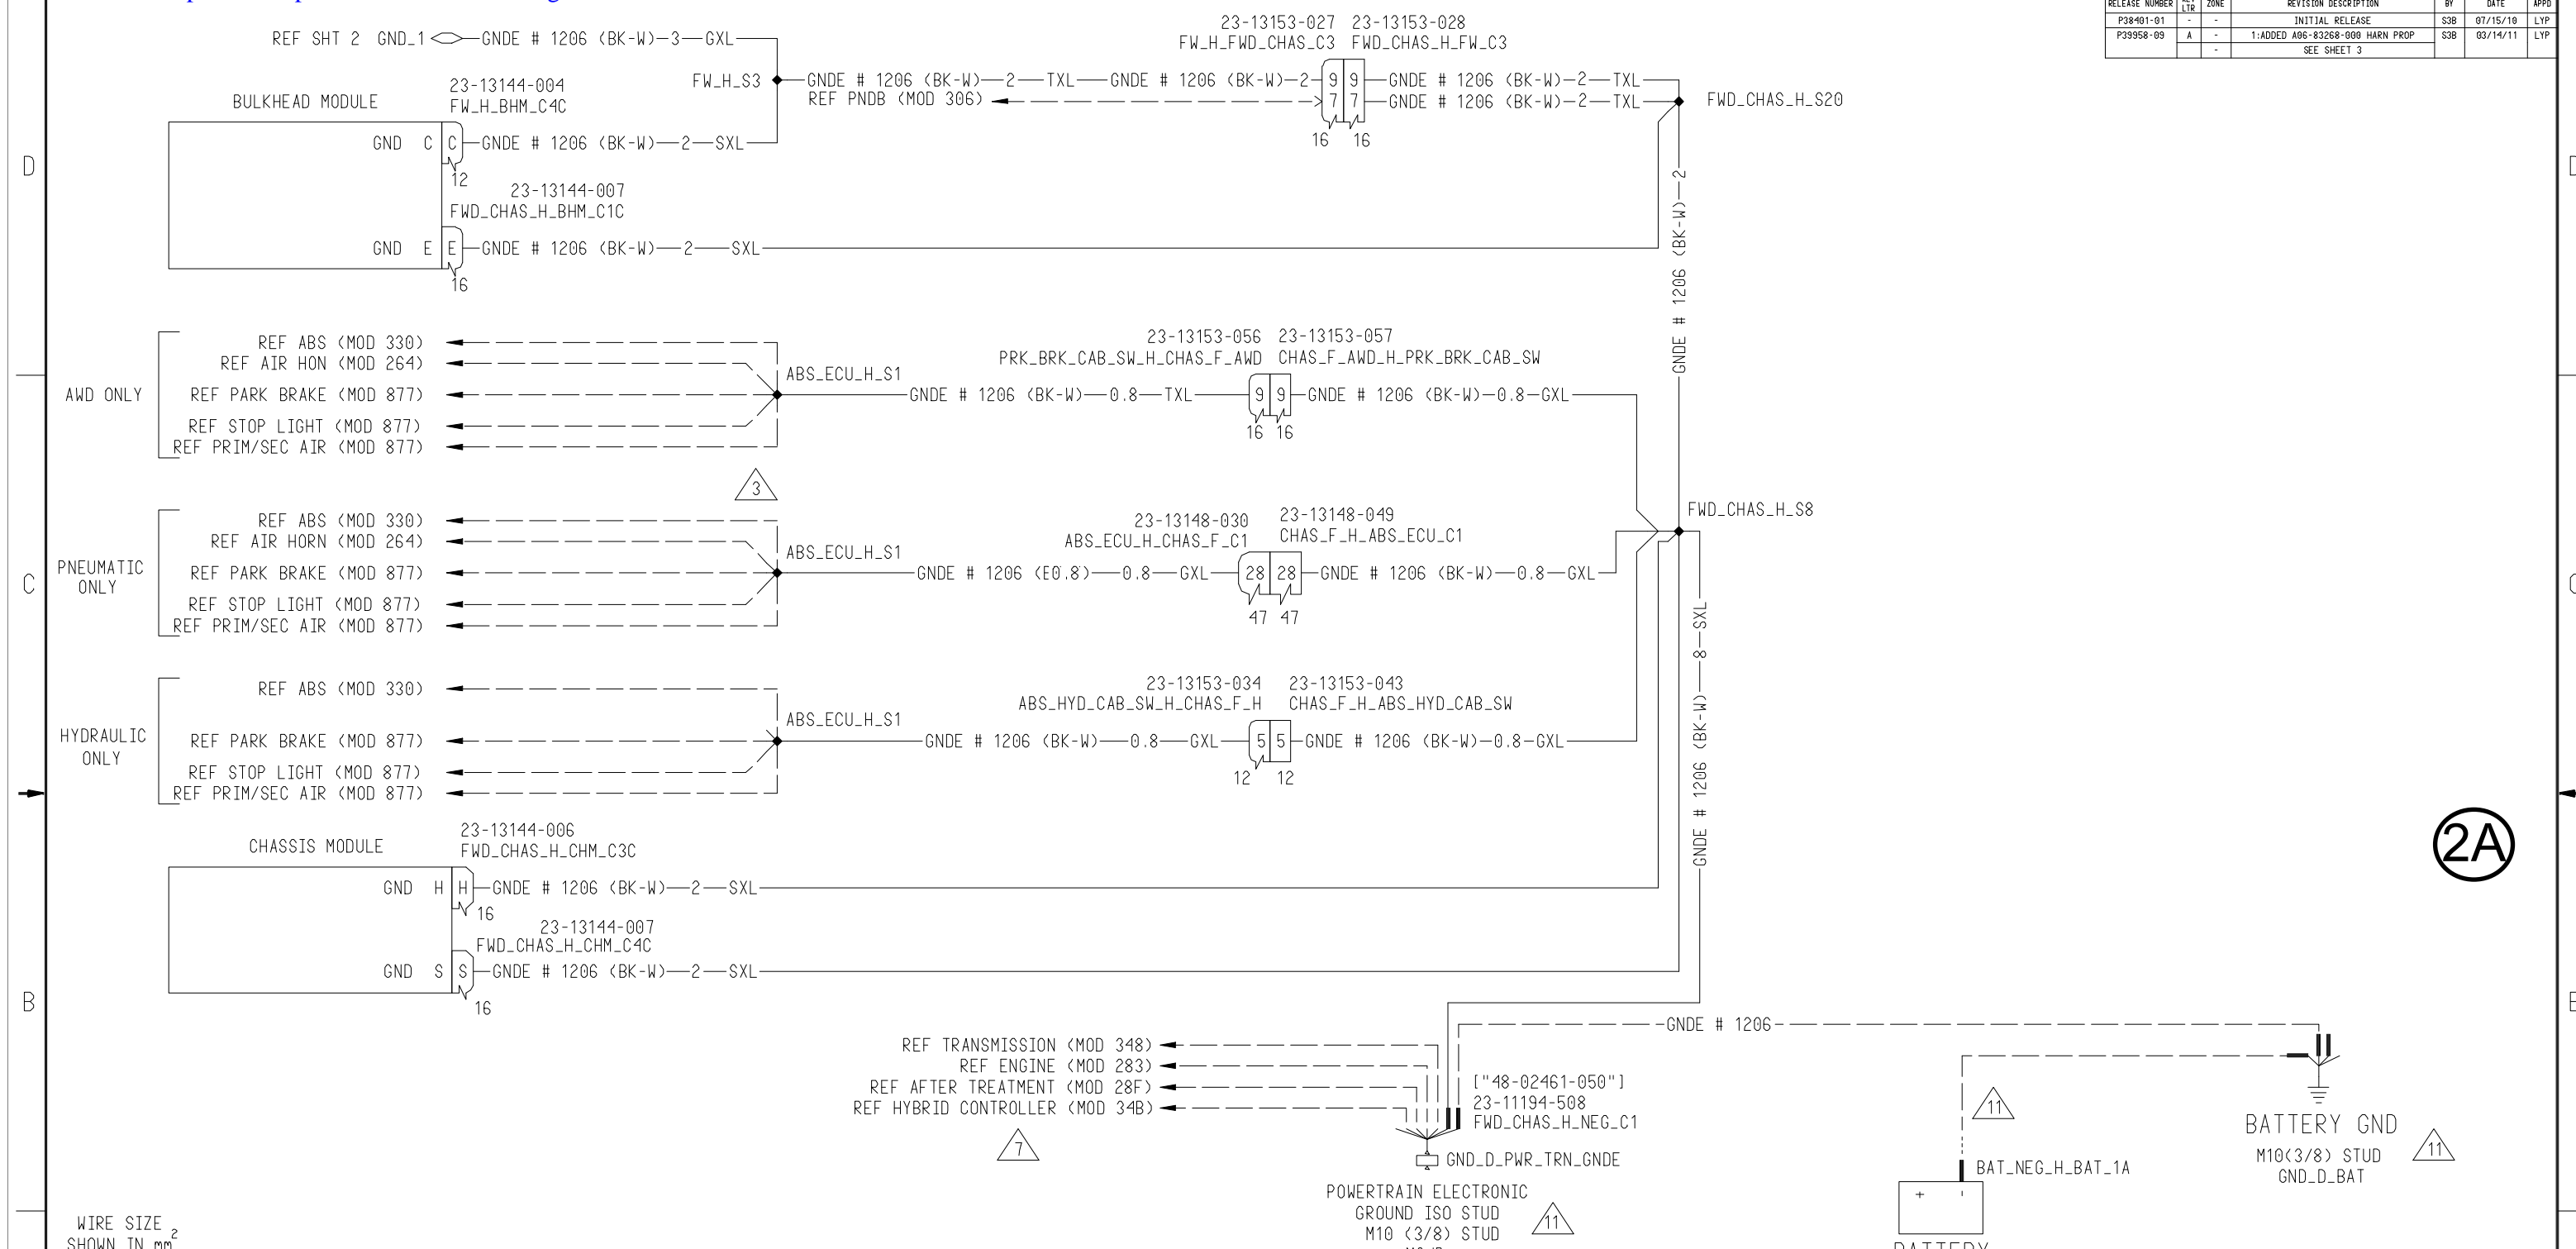 RELEASE NUMBER LTR ZONE REVISION DESCRIPTION BY DATE APPD
P38401-01 - - INITIAL RELEASE S3B 07/15/10 LYP
P39958-09 A - 1:ADDED A06-83268-000 HARN PROP S3B 03/14/11 LYP
- SEE SHEET 3
REF SHT 2 GND_1 GNDE # 1206 (BK-W) 3 GXL
23-13153-027 23-13153-028
FW_H_FWD_CHAS_C3 FWD_CHAS_H_FW_C3
FW_H_S3 GNDE # 1206 (BK-W) 2 TXL GNDE # 1206 (BK-W) 2 9 9 GNDE # 1206 (BK-W) 2 TXL
REF PNDB (MOD 306) 7 7 GNDE # 1206 (BK-W) 2 TXL FWD_CHAS_H_S20
16 16
23-13144-004
BULKHEAD MODULE FW_H_BHM_C4C
GND C C GNDE # 1206 (BK-W) 2 SXL
D
12
23-13144-007
FWD_CHAS_H_BHM_C1C
GND E E GNDE # 1206 (BK-W) 2 SXL
16
GNDE # 1206 (BK-W) 2
AWD ONLY
REF ABS (MOD 330)
REF AIR HON (MOD 264)
REF PARK BRAKE (MOD 877)
REF STOP LIGHT (MOD 877)
REF PRIM/SEC AIR (MOD 877)
ABS_ECU_H_S1
23-13153-056 23-13153-057
PRK_BRK_CAB_SW_H_CHAS_F_AWD CHAS_F_AWD_H_PRK_BRK_CAB_SW
GNDE # 1206 (BK-W) 0.8 TXL 9 9 GNDE # 1206 (BK-W) 0.8 GXL
16 16
3
FWD_CHAS_H_S8
C
PNEUMATIC
ONLY
REF ABS (MOD 330)
REF AIR HORN (MOD 264)
REF PARK BRAKE (MOD 877)
REF STOP LIGHT (MOD 877)
REF PRIM/SEC AIR (MOD 877)
ABS_ECU_H_S1
23-13148-030 23-13148-049
ABS_ECU_H_CHAS_F_C1 CHAS_F_H_ABS_ECU_C1
GNDE # 1206 (E0.8) 0.8 GXL 28 28 GNDE # 1206 (BK-W) 0.8 GXL
47 47
GNDE # 1206 (BK-W) 8 SXL
HYDRAULIC
ONLY
REF ABS (MOD 330)
REF PARK BRAKE (MOD 877)
REF STOP LIGHT (MOD 877)
REF PRIM/SEC AIR (MOD 877)
ABS_ECU_H_S1
23-13153-034 23-13153-043
ABS_HYD_CAB_SW_H_CHAS_F_H CHAS_F_H_ABS_HYD_CAB_SW
GNDE # 1206 (BK-W) 0.8 GXL 5 5 GNDE # 1206 (BK-W) 0.8 GXL
12 12
2A
23-13144-006
CHASSIS MODULE FWD_CHAS_H_CHM_C3C
GND H H GNDE # 1206 (BK-W) 2 SXL
16
23-13144-007
FWD_CHAS_H_CHM_C4C
GND S S GNDE # 1206 (BK-W) 2 SXL
16
B
GNDE # 1206
REF TRANSMISSION (MOD 348)
REF ENGINE (MOD 283)
REF AFTER TREATMENT (MOD 28F)
REF HYBRID CONTROLLER (MOD 34B)
7
["48-02461-050"]
23-11194-508
FWD_CHAS_H_NEG_C1
GND_D_PWR_TRN_GNDE
POWERTRAIN ELECTRONIC
GROUND ISO STUD
M10 (3/8) STUD
11
11
BAT_NEG_H_BAT_1A
+ -
BATTERY
BATTERY GND
M10(3/8) STUD
GND_D_BAT
11
WIRE SIZE
SHOWN IN mm2